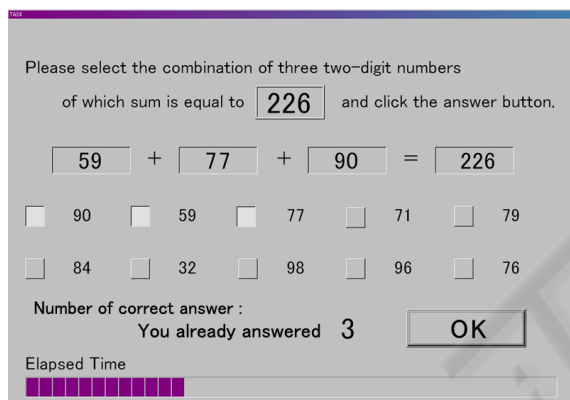 TASK
Please select the combination of three two-digit numbers
of which sum is equal to 226 and click the answer button.
59 + 77 + 90 = 226
90 59 77 71 79
84 32 98 96 76
Number of correct answer :
You already answered 3 OK
Elapsed Time